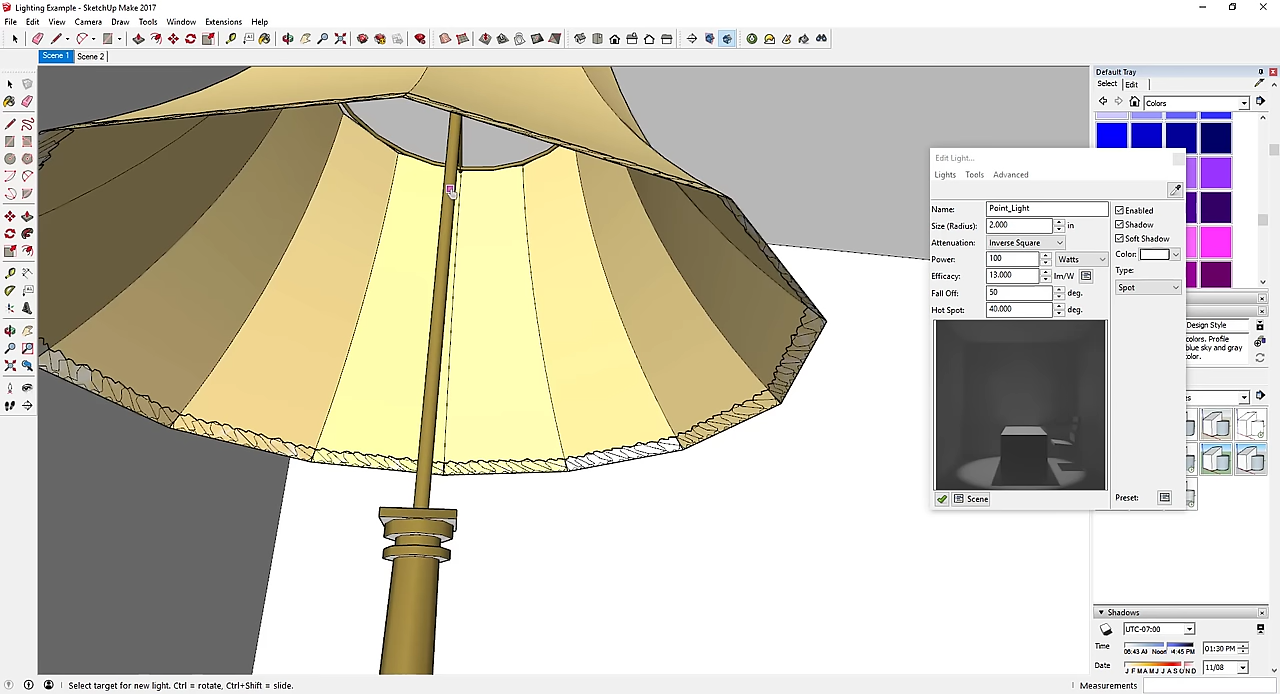 Lighting Example - SketchUp Make 2017
File Edit View Camera Draw Tools Window Extensions Help
Scene 1 Scene 2
Default Tray
Select Edit
Colors
Edit Light...
Lights Tools Advanced
Name: Point_Light Enabled
Size (Radius): 2.000 in Shadow
Attenuation: Inverse Square Soft Shadow
Power: 100 Watts Color:
Efficacy: 13.000 lm/W Type:
Fall Off: 50 deg. Spot
Hot Spot: 40.000 deg.
Design Style
colors. Profile
blue sky and gray
color.
Scene Preset:
Shadows
UTC-07:00
Time 06:43 AM Noon 4:45 PM 01:30 PM
Date J F M A M J J A S O N D 11/08
Select target for new light. Ctrl = rotate, Ctrl+Shift = slide. Measurements